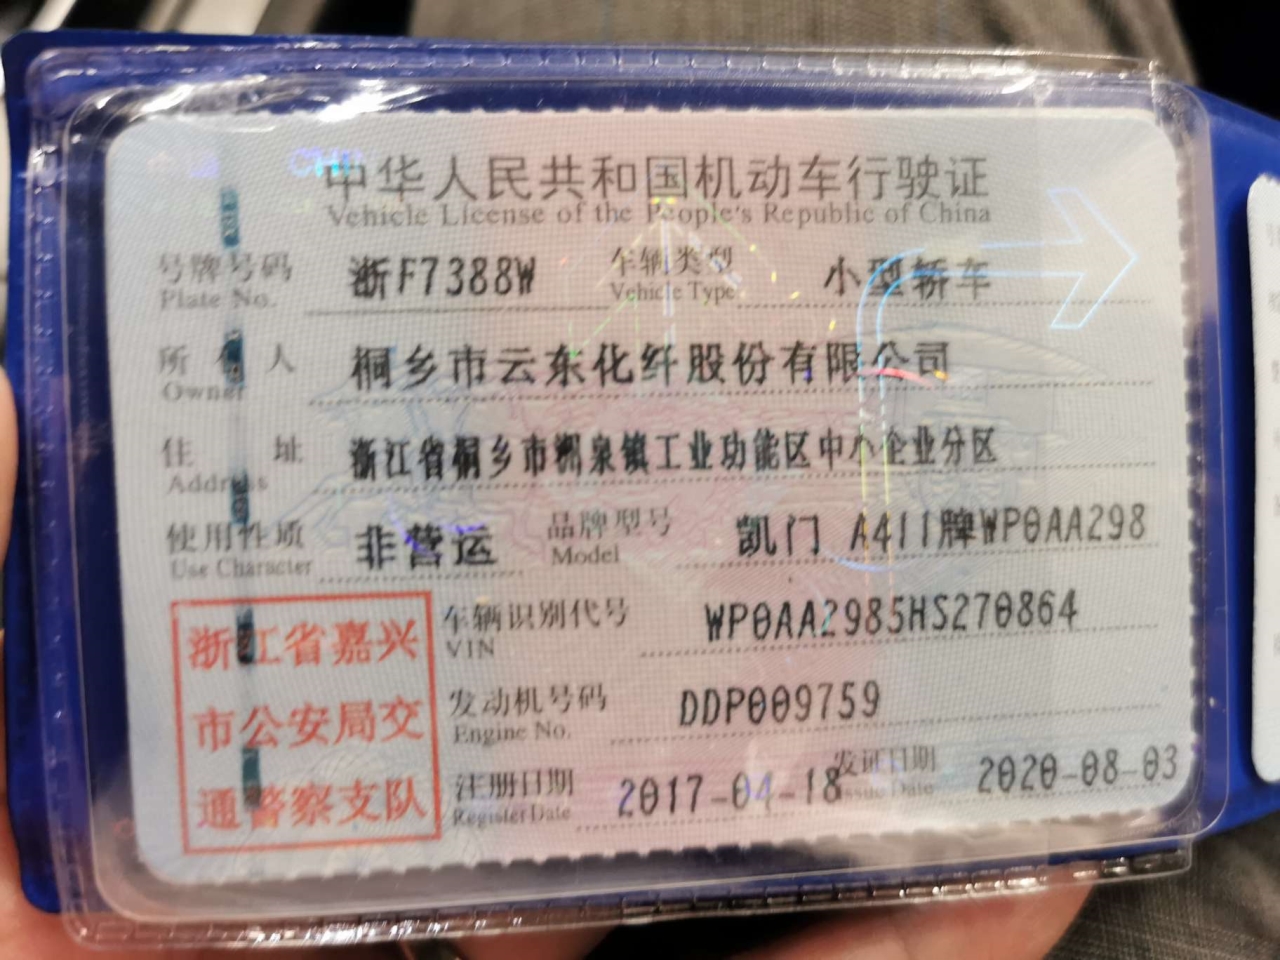 中华人民共和国机动车行驶证
Vehicle License of the People's Republic of China
号牌号码 浙F7388W 车辆类型 小型轿车
Plate No. Vehicle Type
所有人 桐乡市云东化纤股份有限公司
Owner
住址 浙江省桐乡市洲泉镇工业功能区中小企业分区
Address
使用性质 非营运 品牌型号 凯门 A411牌WP0AA298
Use Character Model
浙江省嘉兴
市公安局交
通警察支队
车辆识别代号 WP0AA2985HS270864
VIN
发动机号码 DDP009759
Engine No.
注册日期 2017-04-18 发证日期 2020-08-03
Register Date Issue Date